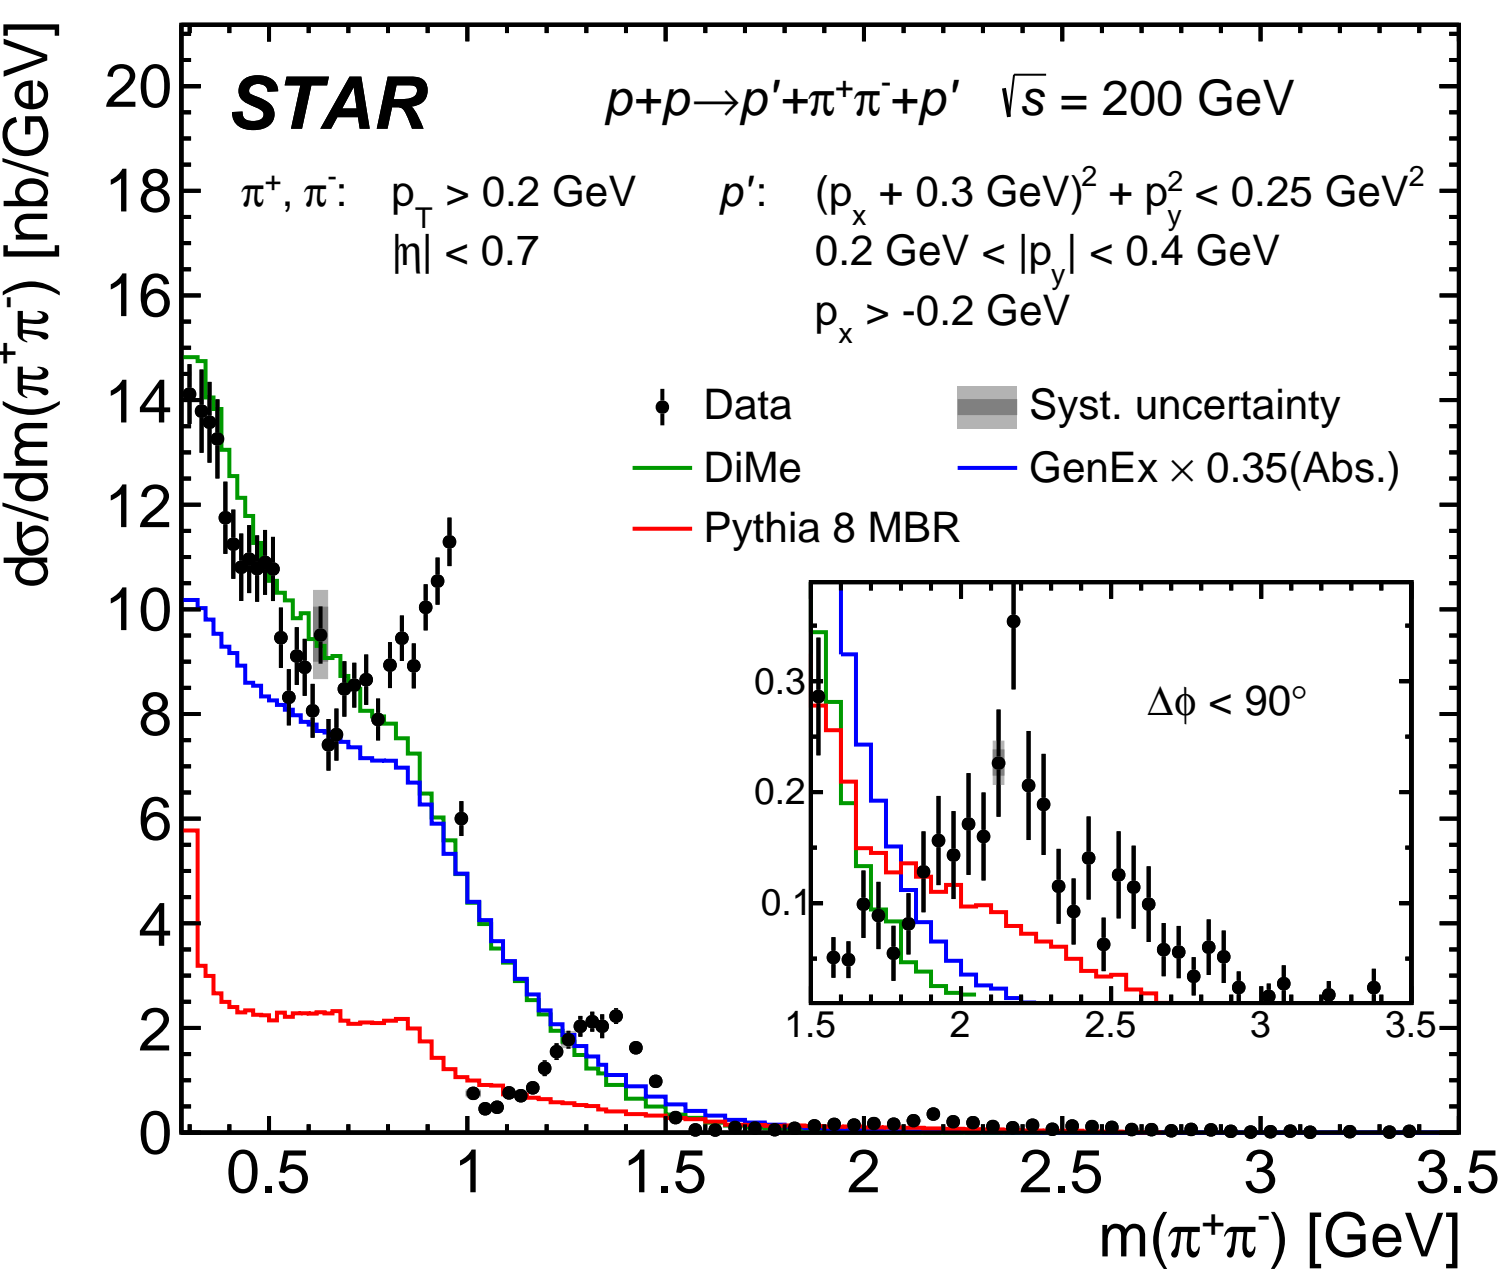 dσ/dm(π⁺π⁻) [nb/GeV]
20
18
16
14
12
10
8
6
4
2
0
STAR
p+p→p′+π⁺π⁻+p′ √s = 200 GeV
π⁺, π⁻: p_T > 0.2 GeV p′: (p_x + 0.3 GeV)² + p_y² < 0.25 GeV²
|η| < 0.7 0.2 GeV < |p_y| < 0.4 GeV
p_x > -0.2 GeV
Data Syst. uncertainty
DiMe GenEx × 0.35(Abs.)
Pythia 8 MBR
Δϕ < 90°
0.3
0.2
0.1
1.5 2 2.5 3 3.5
0.5 1 1.5 2 2.5 3 3.5
m(π⁺π⁻) [GeV]